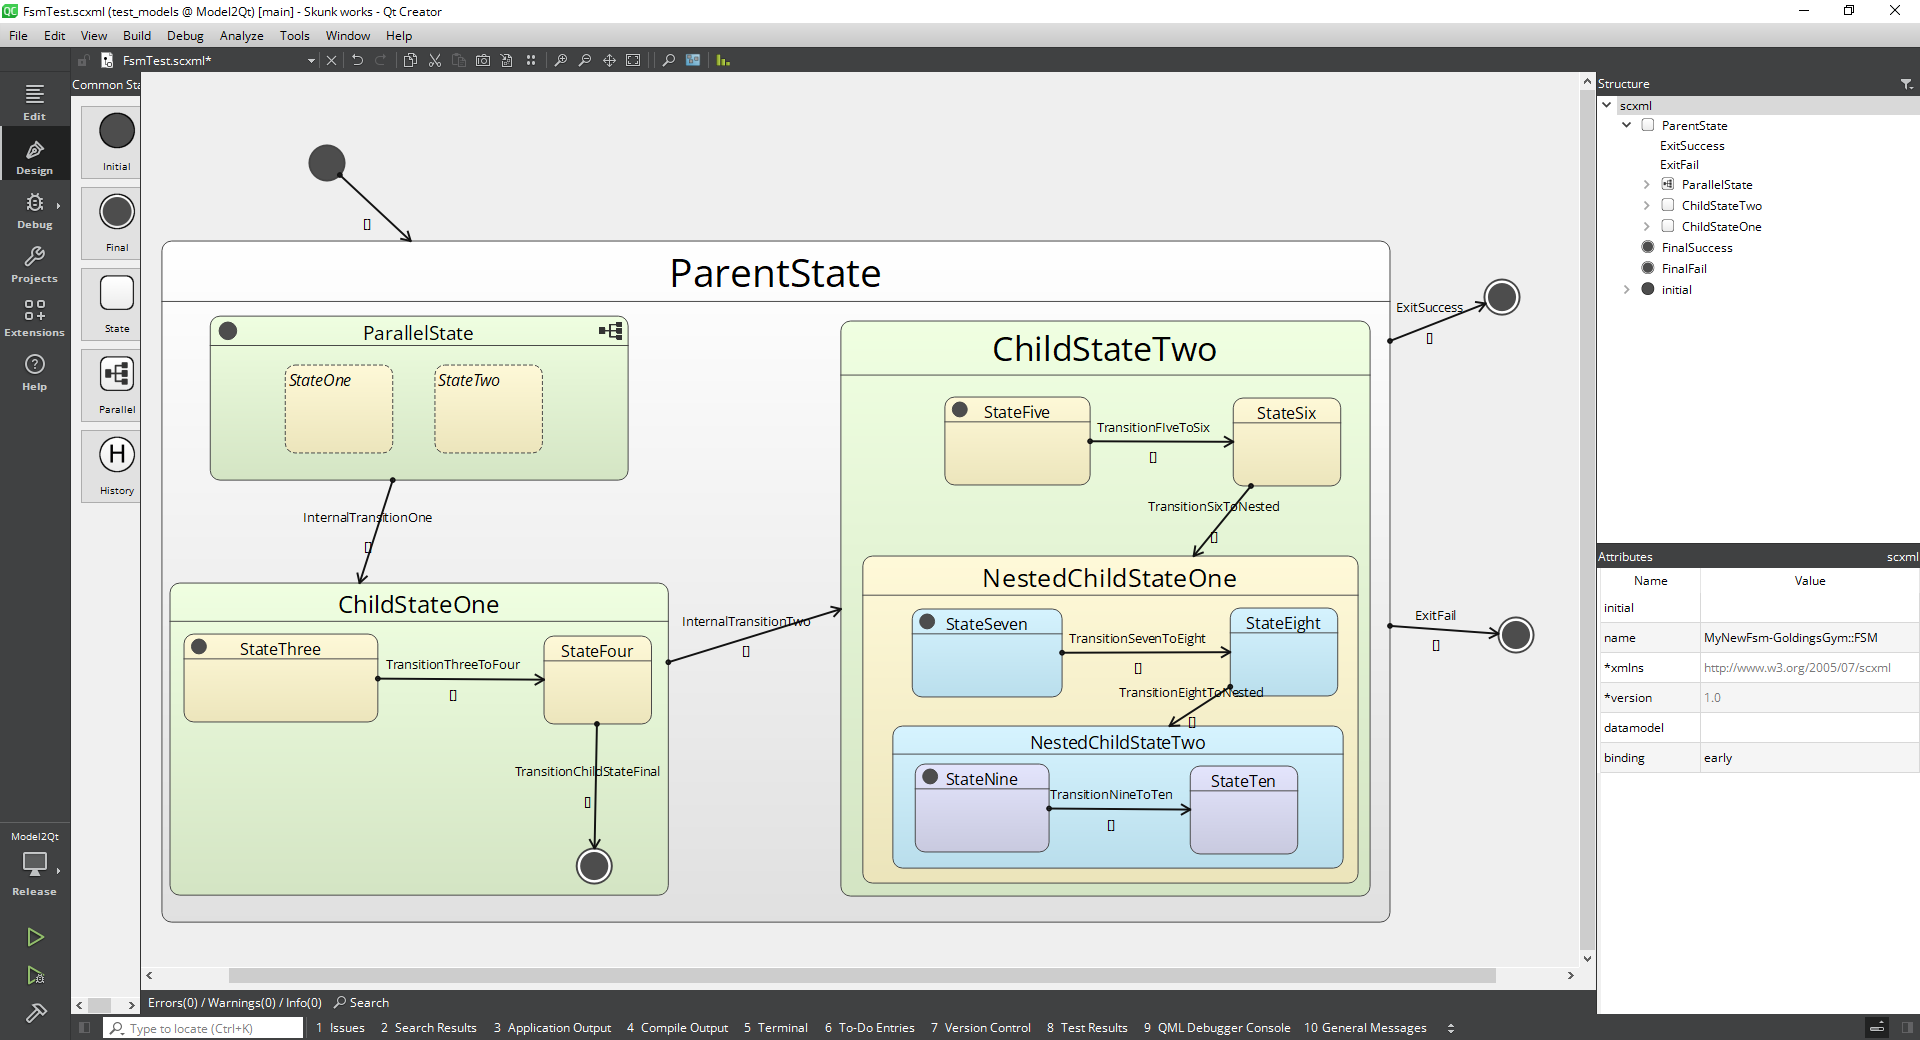 FsmTest.scxml (test_models @ Model2Qt) [main] - Skunk works - Qt Creator
File Edit View Build Debug Analyze Tools Window Help
FsmTest.scxml*
Edit
Design
Debug
Projects
Extensions
Help
Model2Qt
Release
Common Sta
Initial
Final
State
Parallel
H
History
ParentState
ParallelState
StateOne
StateTwo
InternalTransitionOne
[]
[]
ChildStateOne
StateThree
TransitionThreeToFour
[]
StateFour
TransitionChildStateFinal
[]
InternalTransitionTwo
[]
ChildStateTwo
StateFive
TransitionFIveToSix
[]
StateSix
TransitionSixToNested
[]
NestedChildStateOne
StateSeven
TransitionSevenToEight
[]
StateEight
TransitionEightToNested
[]
NestedChildStateTwo
StateNine
TransitionNineToTen
[]
StateTen
ExitSuccess
[]
ExitFail
[]
Structure
scxml
ParentState
ExitSuccess
ExitFail
ParallelState
ChildStateTwo
ChildStateOne
FinalSuccess
FinalFail
initial
Attributes scxml
Name Value
initial
name MyNewFsm-GoldingsGym::FSM
*xmlns http://www.w3.org/2005/07/scxml
*version 1.0
datamodel
binding early
Errors(0) / Warnings(0) / Info(0) Search
Type to locate (Ctrl+K) 1 Issues 2 Search Results 3 Application Output 4 Compile Output 5 Terminal 6 To-Do Entries 7 Version Control 8 Test Results 9 QML Debugger Console 10 General Messages